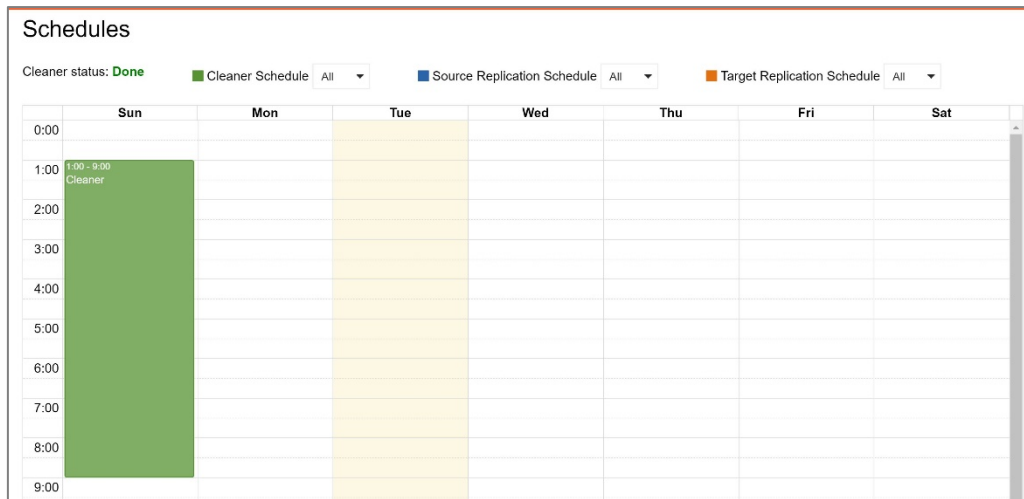 Schedules
Cleaner status: Done
Cleaner Schedule All
Source Replication Schedule All
Target Replication Schedule All
Sun Mon Tue Wed Thu Fri Sat
0:00
1:00
1:00 - 9:00
Cleaner
2:00
3:00
4:00
5:00
6:00
7:00
8:00
9:00